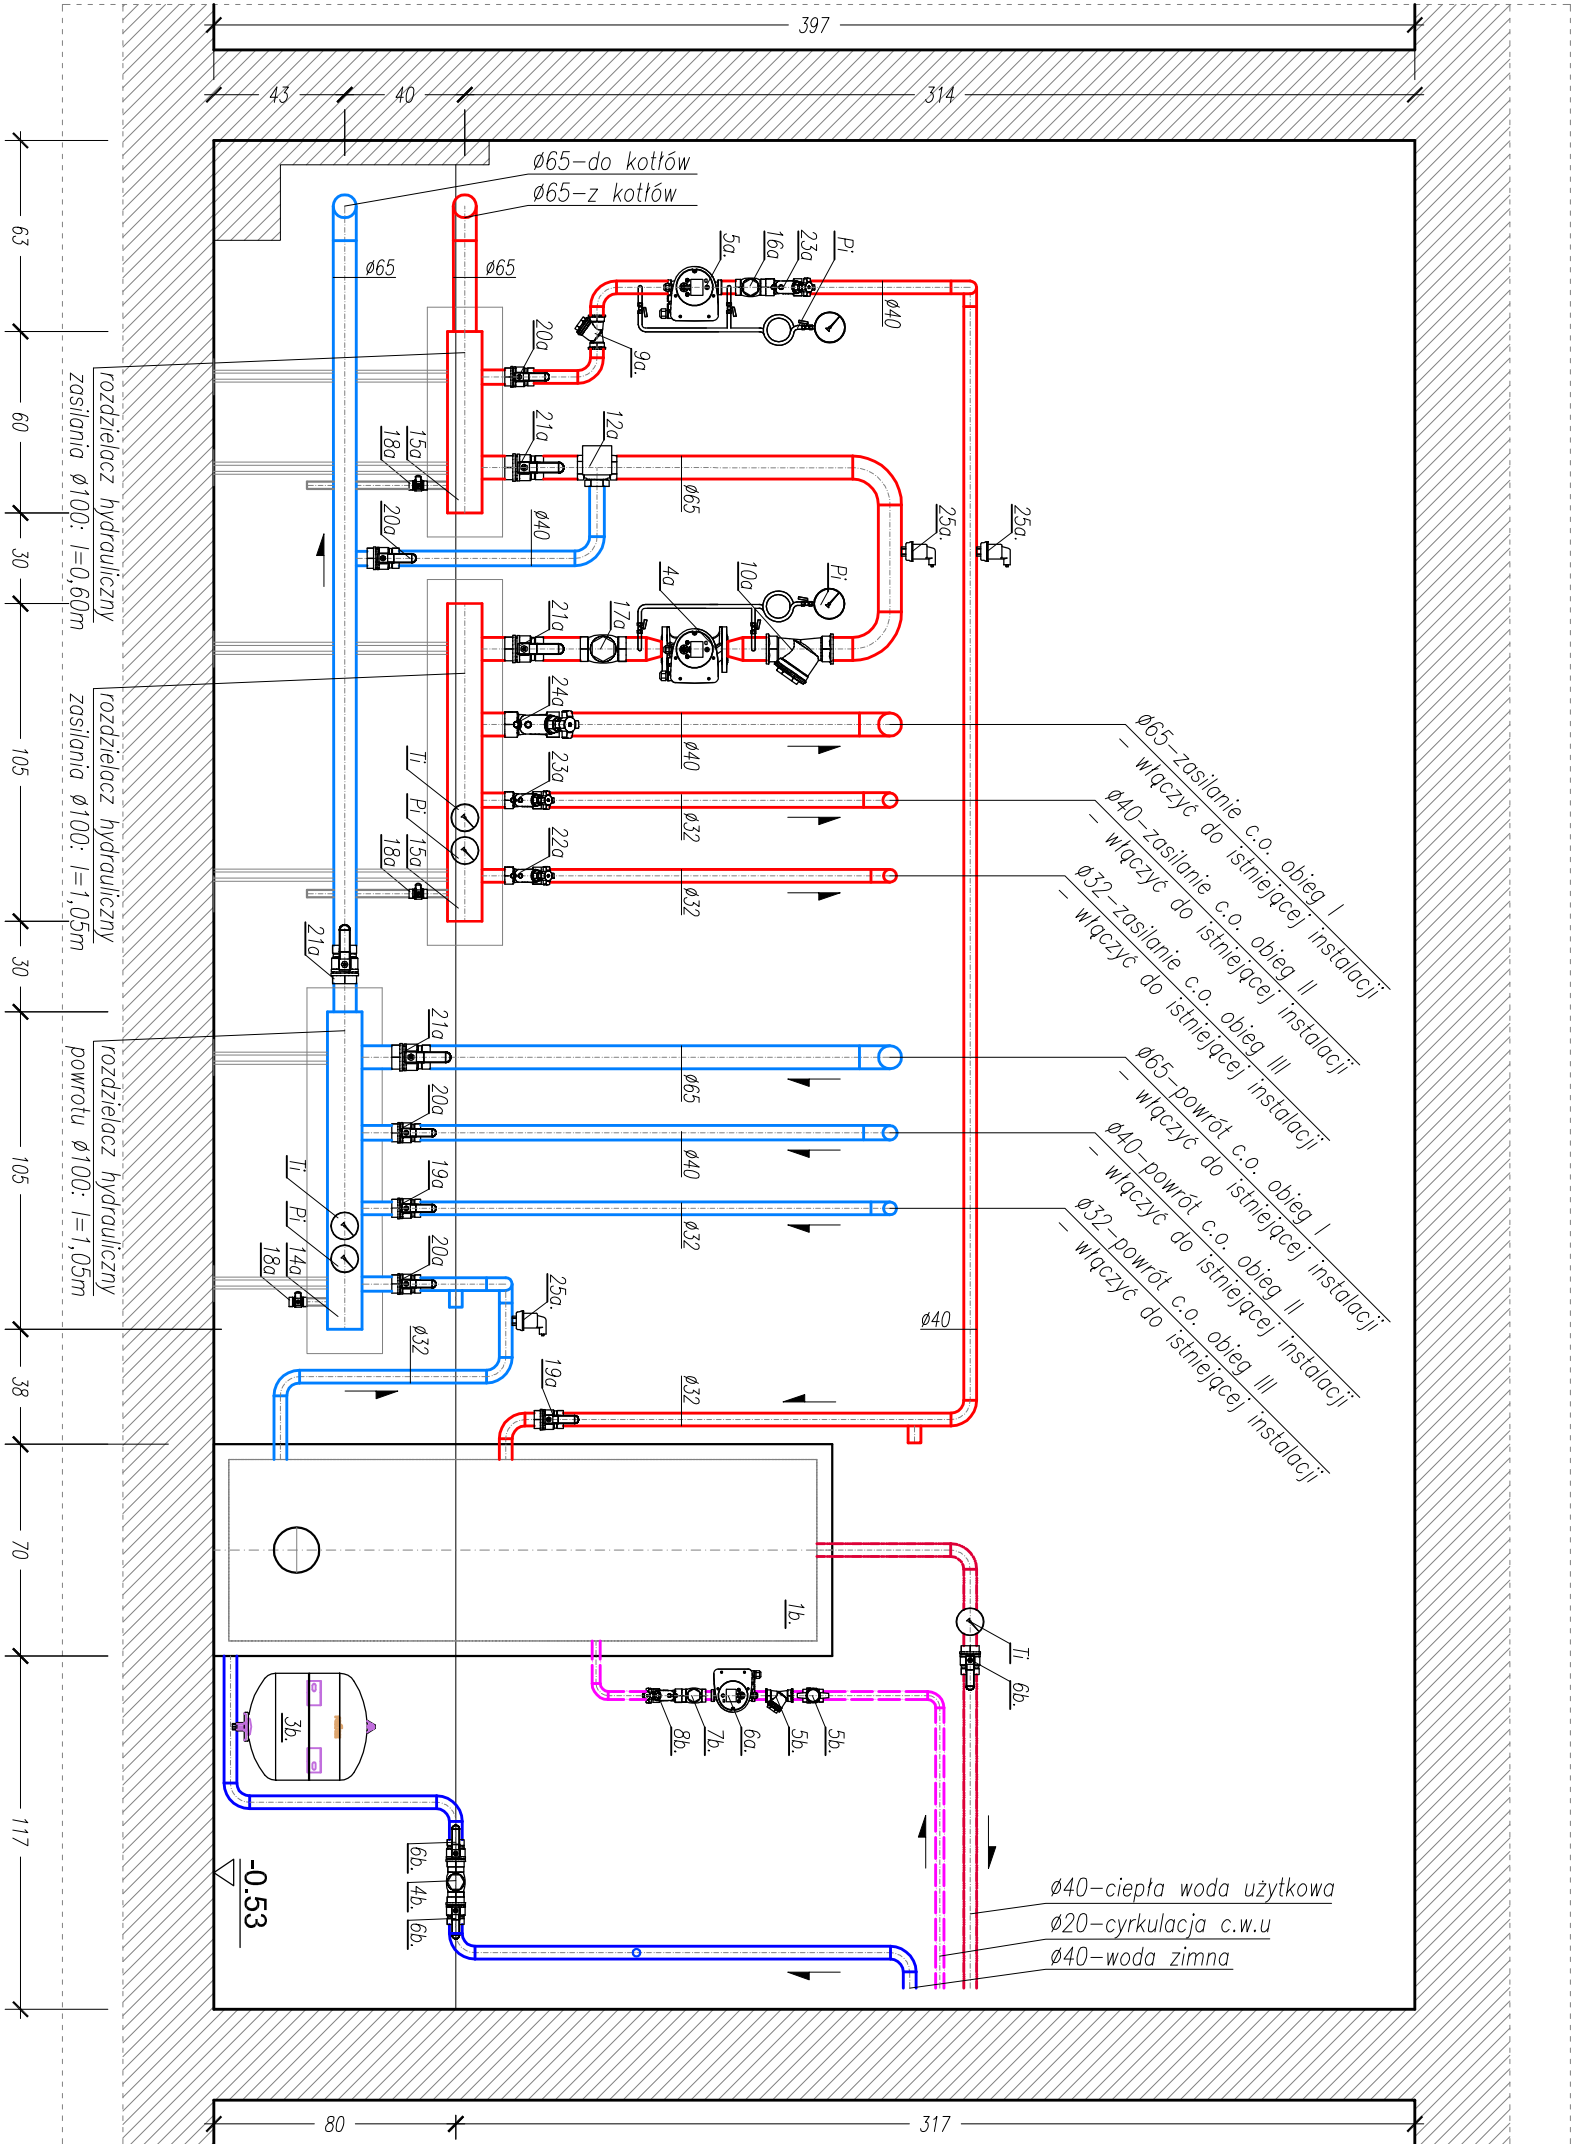 397
43
40
314
ø65-do kotłów
ø65-z kotłów
ø65
ø65
5a.
16a
23a
Pi
ø40
20a
9a.
63
60
30
105
30
105
38
70
117
rozdzielacz hydrauliczny
zasilania ø100: l=0,60m
18a
15a
21a
12a
ø65
20a
ø40
25a.
25a.
4a
10a
Pi
21a
17a
rozdzielacz hydrauliczny
zasilania ø100: l=1,05m
24a
ø40
Ti
Pi
23a
ø32
18a
15a
22a
ø32
21a
ø65-zasilanie c.o. obieg I
- włączyć do istniejącej instalacji
ø40-zasilanie c.o. obieg II
- włączyć do istniejącej instalacji
ø32-zasilanie c.o. obieg III
- włączyć do istniejącej instalacji
ø65-powrót c.o. obieg I
- włączyć do istniejącej instalacji
ø40-powrót c.o. obieg II
- włączyć do istniejącej instalacji
ø32-powrót c.o. obieg III
- włączyć do istniejącej instalacji
rozdzielacz hydrauliczny
powrotu ø100: l=1,05m
21a
ø65
20a
ø40
Ti
Pi
19a
ø32
18a
14a
20a
25a.
ø32
19a
ø32
ø40
1b.
Ti
6b.
3b.
8b.
7b.
6a.
5b.
5b.
6b.
4b.
6b.
-0.53
ø40-ciepła woda użytkowa
ø20-cyrkulacja c.w.u
ø40-woda zimna
80
317